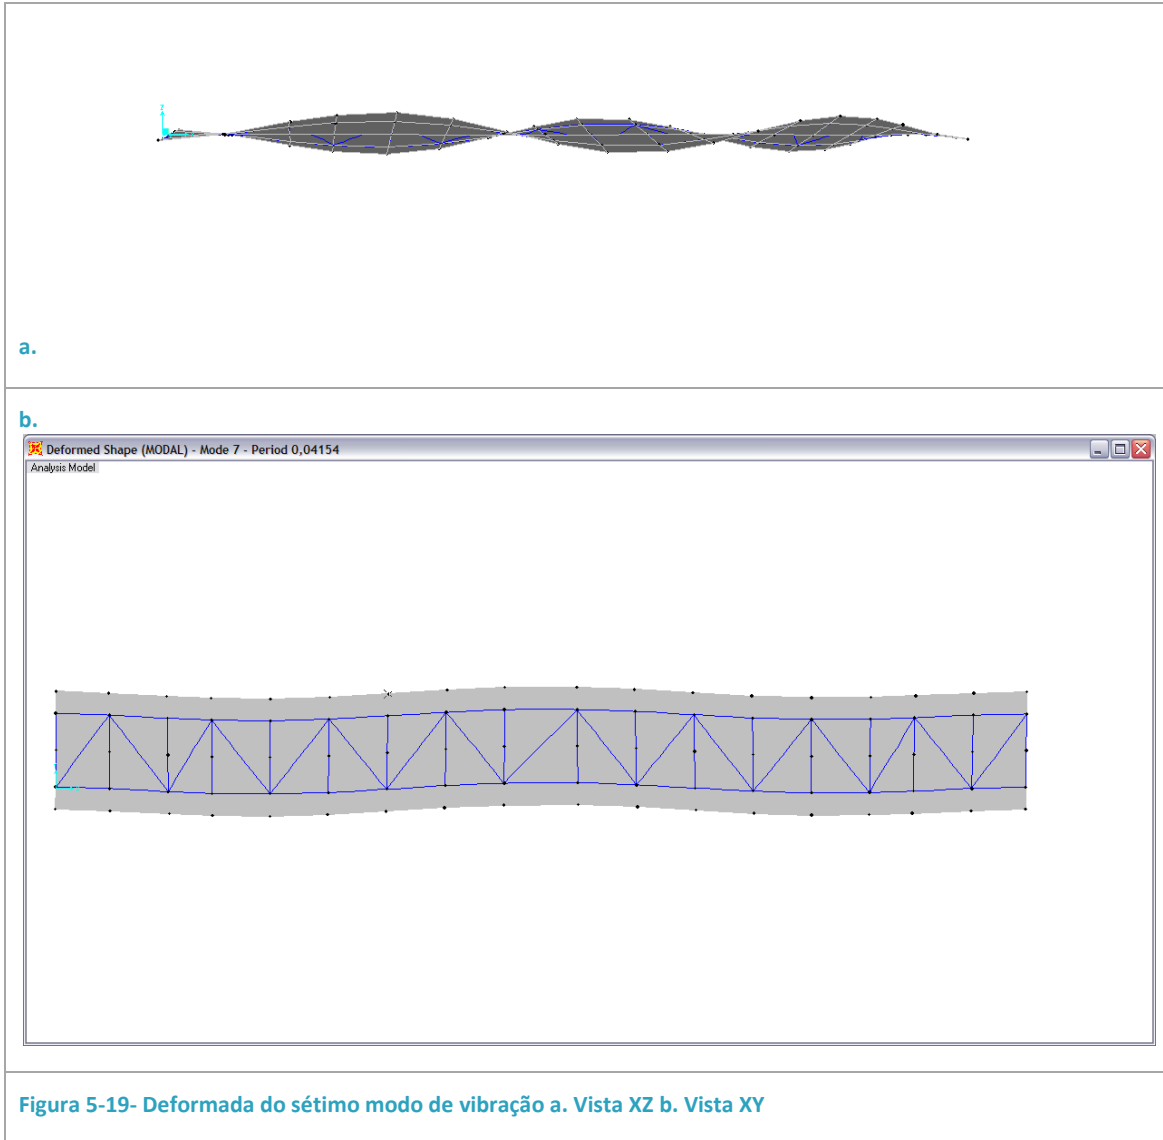 a.
b.
Deformed Shape (MODAL) - Mode 7 - Period 0,04154
Analysis Model
Figura 5-19- Deformada do sétimo modo de vibração a. Vista XZ b. Vista XY